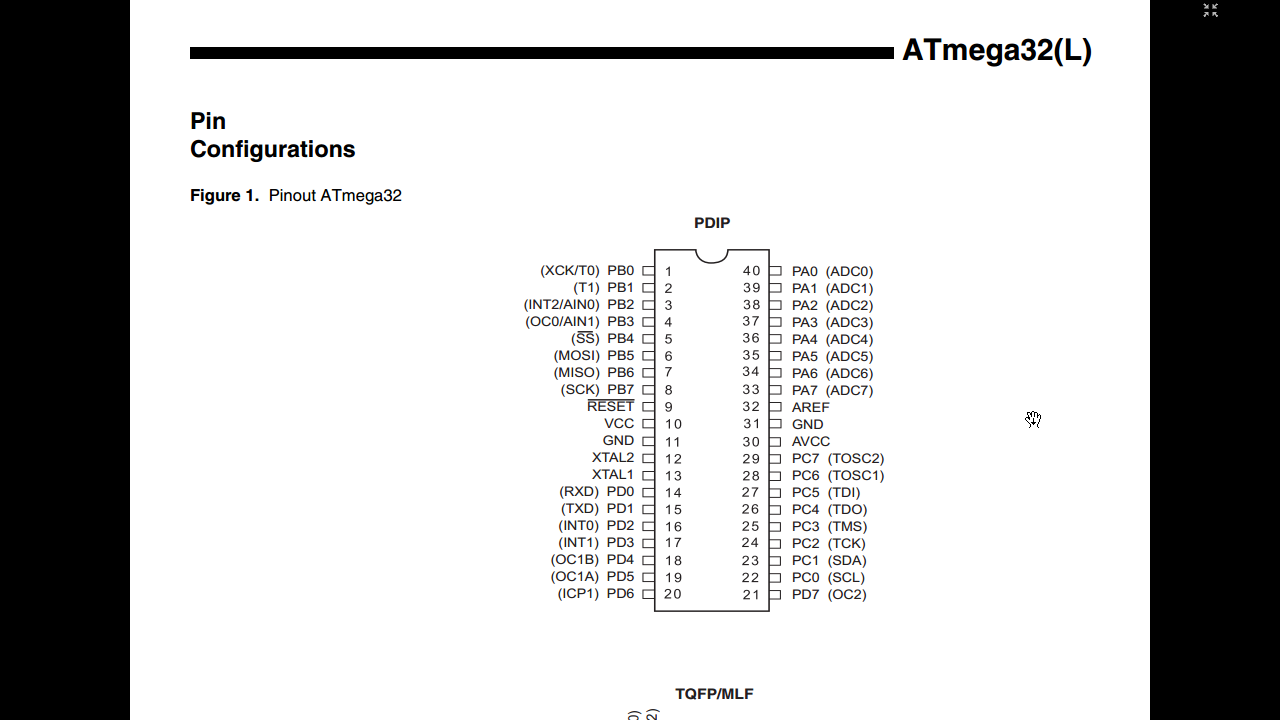 ATmega32(L)
Pin
Configurations
Figure 1. Pinout ATmega32
PDIP
(XCK/T0) PB0 1 40 PA0 (ADC0)
(T1) PB1 2 39 PA1 (ADC1)
(INT2/AIN0) PB2 3 38 PA2 (ADC2)
(OC0/AIN1) PB3 4 37 PA3 (ADC3)
(SS) PB4 5 36 PA4 (ADC4)
(MOSI) PB5 6 35 PA5 (ADC5)
(MISO) PB6 7 34 PA6 (ADC6)
(SCK) PB7 8 33 PA7 (ADC7)
RESET 9 32 AREF
VCC 10 31 GND
GND 11 30 AVCC
XTAL2 12 29 PC7 (TOSC2)
XTAL1 13 28 PC6 (TOSC1)
(RXD) PD0 14 27 PC5 (TDI)
(TXD) PD1 15 26 PC4 (TDO)
(INT0) PD2 16 25 PC3 (TMS)
(INT1) PD3 17 24 PC2 (TCK)
(OC1B) PD4 18 23 PC1 (SDA)
(OC1A) PD5 19 22 PC0 (SCL)
(ICP1) PD6 20 21 PD7 (OC2)
TQFP/MLF